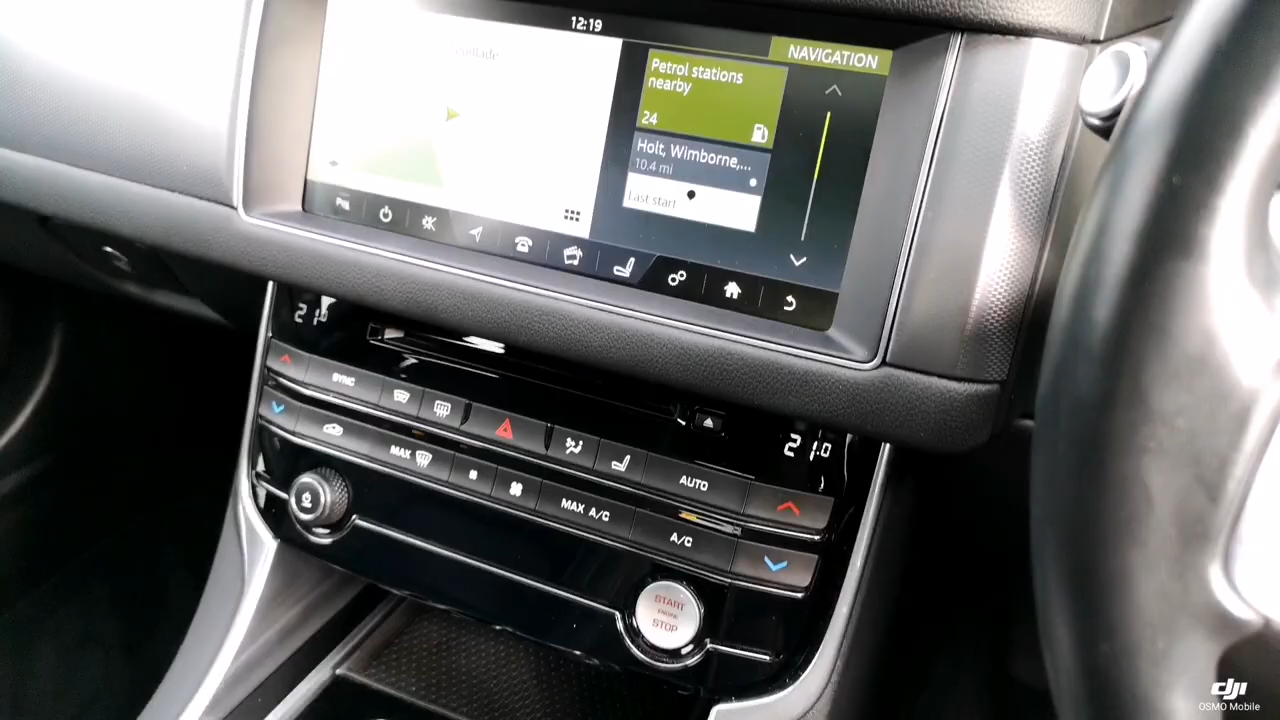 12:19
NAVIGATION
Petrol stations
nearby
24
Holt, Wimborne,...
10.4 mi
Last start
21.0
SYNC
21.0
MAX
AUTO
MAX A/C
A/C
START
ENGINE
STOP
dji
OSMO Mobile